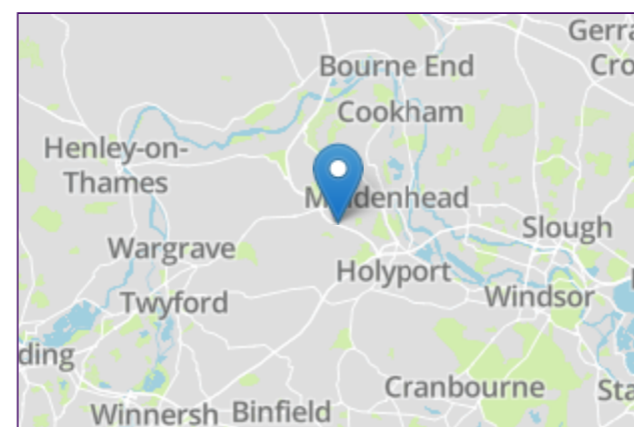 Gerra
Cro
Bourne End
Cookham
Henley-on-
Thames
Maidenhead
Slough
Wargrave
Holyport
Windsor
Twyford
ding
Cranbourne
Sta
Winnersh
Binfield